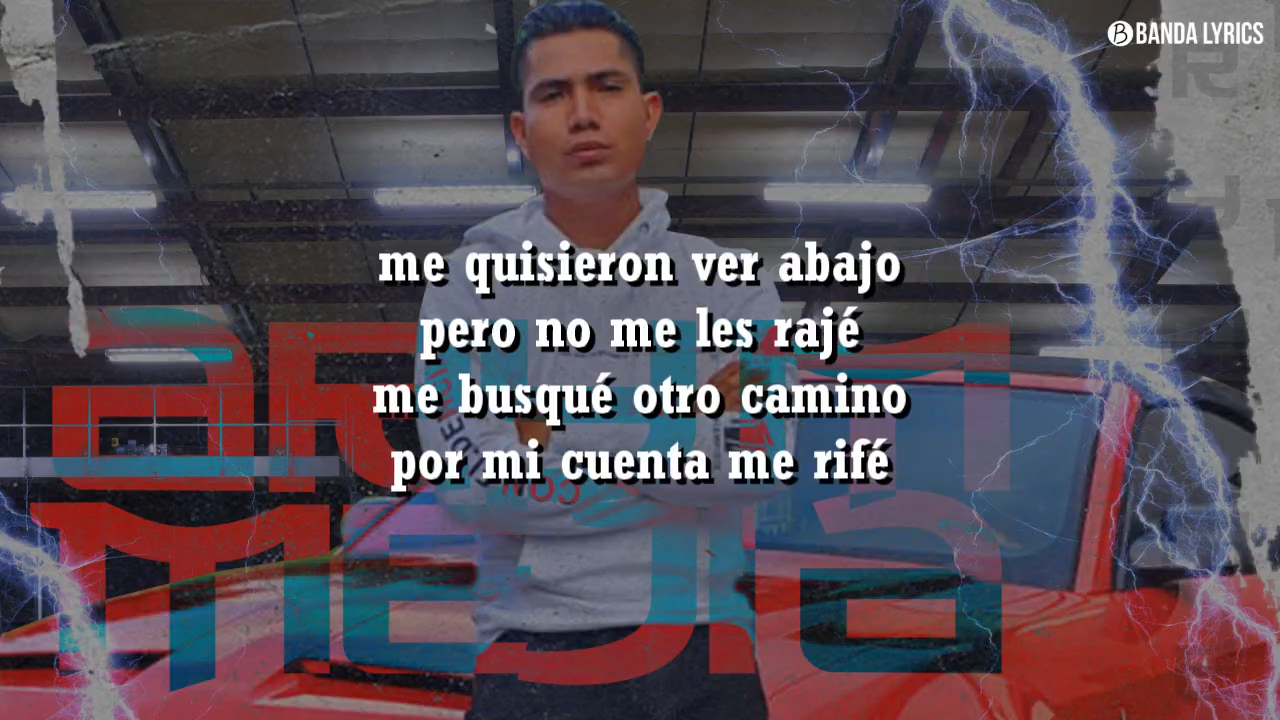 BANDA LYRICS
me quisieron ver abajo
pero no me les rajé
me busqué otro camino
por mi cuenta me rifé
MEJIA